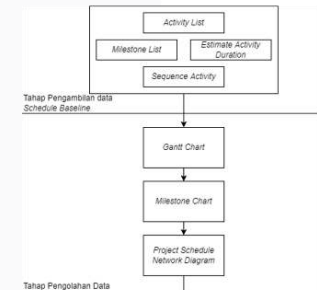 Activity List
Milestone List
Estimate Activity
Duration
Sequence Activity
Tahap Pengambilan data
Schedule Baseline
Gantt Chart
Milestone Chart
Project Schedule
Network Diagram
Tahap Pengolahan Data